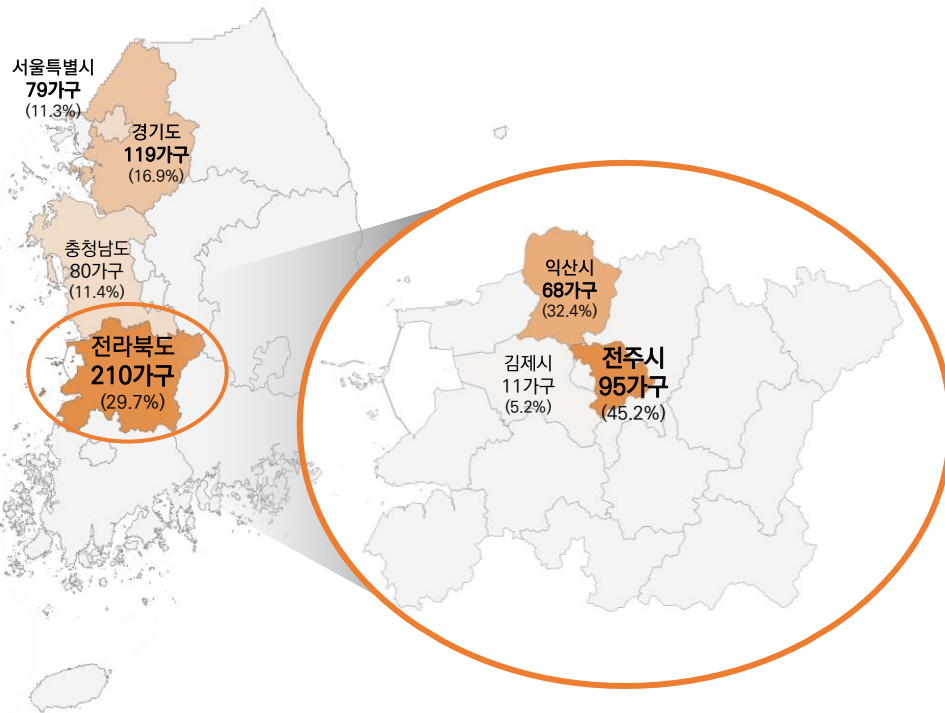 서울특별시
79가구
(11.3%)
경기도
119가구
(16.9%)
충청남도
80가구
(11.4%)
전라북도
210가구
(29.7%)
익산시
68가구
(32.4%)
김제시
11가구
(5.2%)
전주시
95가구
(45.2%)